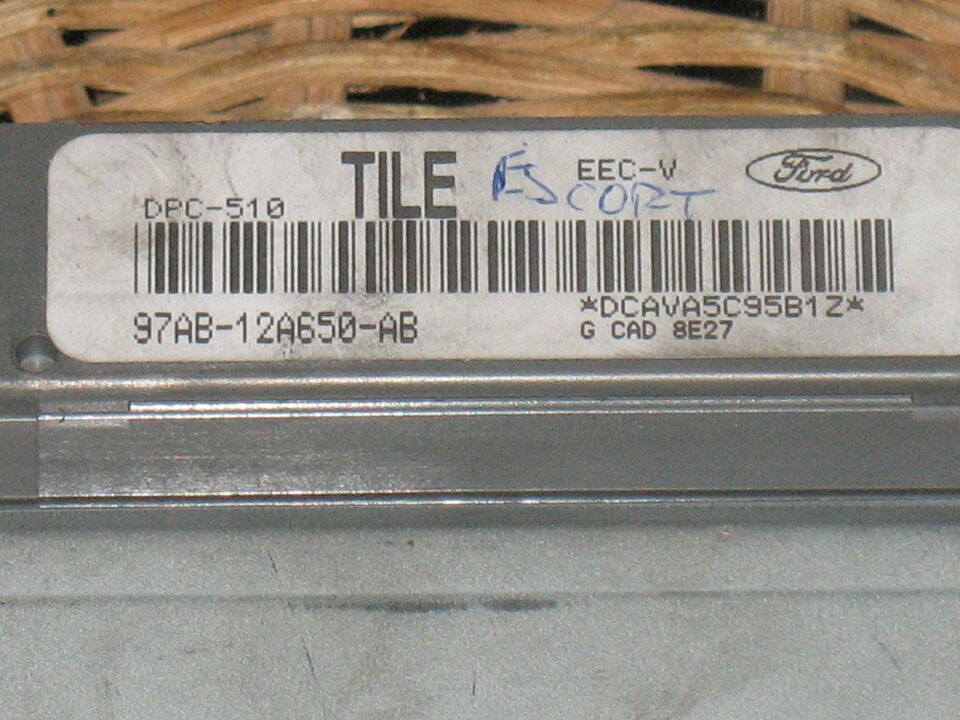 TILE EEC-V Ford
ESCORT
DPC-510
*DCAVA5C95B1Z*
97AB-12A650-AB G CAD 8E27